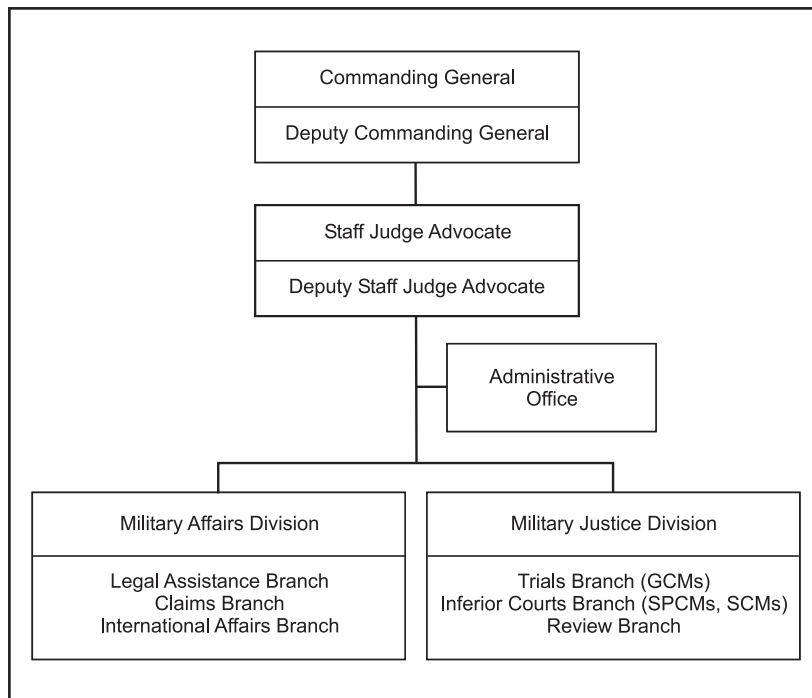 Commanding General
Deputy Commanding General
Staff Judge Advocate
Deputy Staff Judge Advocate
Administrative
Office
Military Affairs Division
Legal Assistance Branch
Claims Branch
International Affairs Branch
Military Justice Division
Trials Branch (GCMs)
Inferior Courts Branch (SPCMs, SCMs)
Review Branch